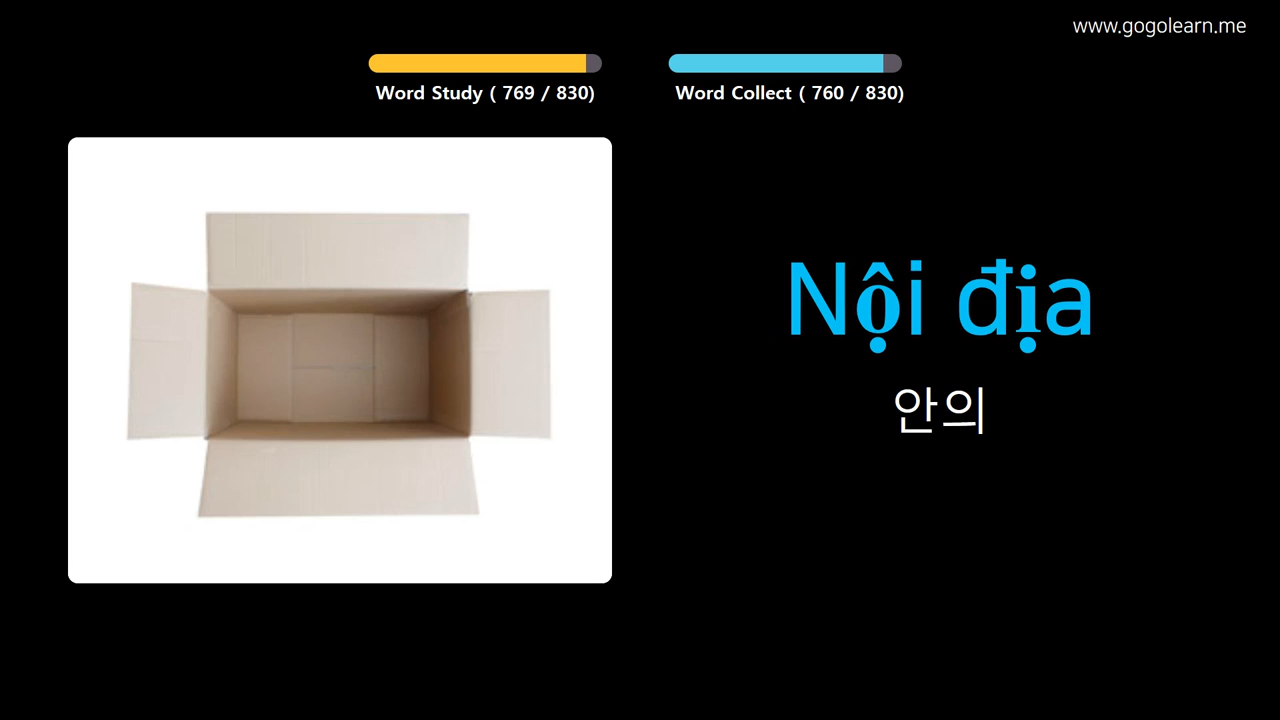 www.gogolearn.me
Word Study ( 769 / 830)
Word Collect ( 760 / 830)
Nội địa
안의